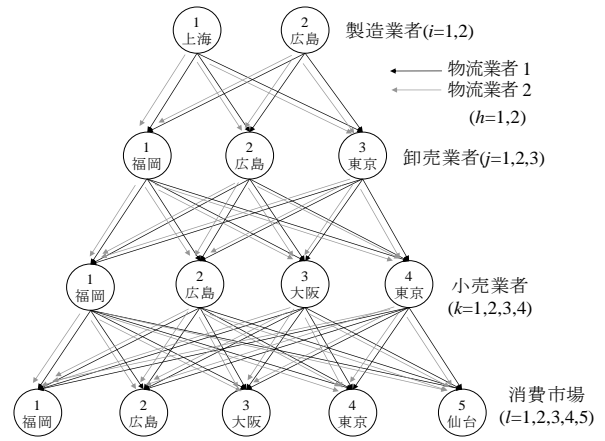 1
上海
2
広島
製造業者(i=1,2)
物流業者1
物流業者2
(h=1,2)
1
福岡
2
広島
3
東京
卸売業者(j=1,2,3)
1
福岡
2
広島
3
大阪
4
東京
小売業者
(k=1,2,3,4)
1
福岡
2
広島
3
大阪
4
東京
5
仙台
消費市場
(l=1,2,3,4,5)